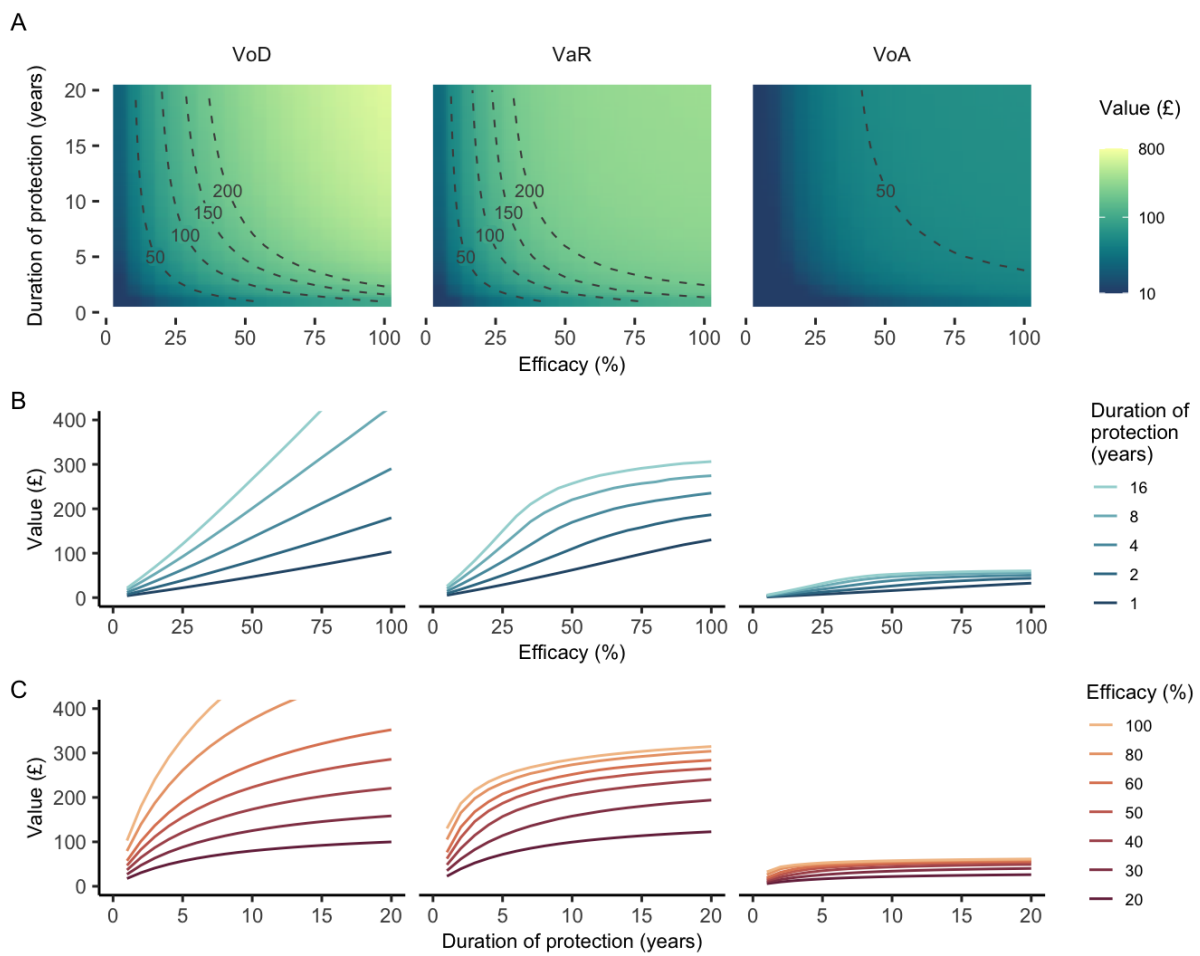 A
VoD
VaR
VoA
Duration of protection (years)
20
15
10
5
0
50
100
150
200
50
100
150
200
50
0 25 50 75 100
0 25 50 75 100
0 25 50 75 100
Efficacy (%)
Value (£)
800
100
10
B
Value (£)
400
300
200
100
0
0 25 50 75 100
0 25 50 75 100
0 25 50 75 100
Efficacy (%)
Duration of
protection
(years)
16
8
4
2
1
C
Value (£)
400
300
200
100
0
0 5 10 15 20
0 5 10 15 20
0 5 10 15 20
Duration of protection (years)
Efficacy (%)
100
80
60
50
40
30
20